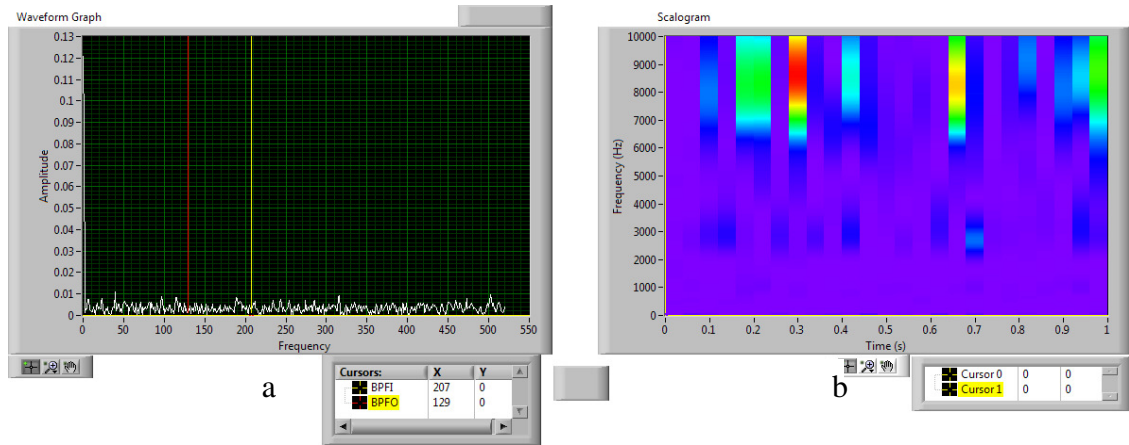 Waveform Graph
0.13
0.12
0.11
0.1
0.09
0.08
0.07
0.06
0.05
0.04
0.03
0.02
0.01
0
Amplitude
0 50 100 150 200 250 300 350 400 450 500 550
Frequency
a
Cursors: X Y
BPFI 207 0
BPFO 129 0
Scalogram
10000
9000
8000
7000
6000
5000
4000
3000
2000
1000
0
Frequency (Hz)
0 0.1 0.2 0.3 0.4 0.5 0.6 0.7 0.8 0.9 1
Time (s)
b
Cursor 0 0 0
Cursor 1 0 0